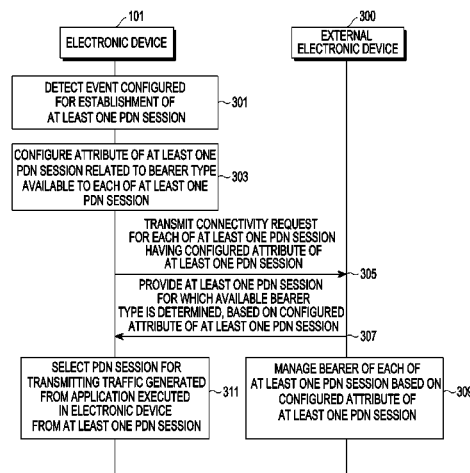 101
300
ELECTRONIC DEVICE
EXTERNAL
ELECTRONIC DEVICE
DETECT EVENT CONFIGURED
FOR ESTABLISHMENT OF
AT LEAST ONE PDN SESSION
301
CONFIGURE ATTRIBUTE OF AT LEAST ONE
PDN SESSION RELATED TO BEARER TYPE
AVAILABLE TO EACH OF AT LEAST ONE
PDN SESSION
303
TRANSMIT CONNECTIVITY REQUEST
FOR EACH OF AT LEAST ONE PDN SESSION
HAVING CONFIGURED ATTRIBUTE OF
AT LEAST ONE PDN SESSION
305
PROVIDE AT LEAST ONE PDN SESSION
FOR WHICH AVAILABLE BEARER
TYPE IS DETERMINED, BASED ON CONFIGURED
ATTRIBUTE OF AT LEAST ONE PDN SESSION
307
SELECT PDN SESSION FOR
TRANSMITTING TRAFFIC GENERATED
FROM APPLICATION EXECUTED
IN ELECTRONIC DEVICE
FROM AT LEAST ONE PDN SESSION
311
MANAGE BEARER OF EACH OF
AT LEAST ONE PDN SESSION BASED ON
CONFIGURED ATTRIBUTE OF
AT LEAST ONE PDN SESSION
309